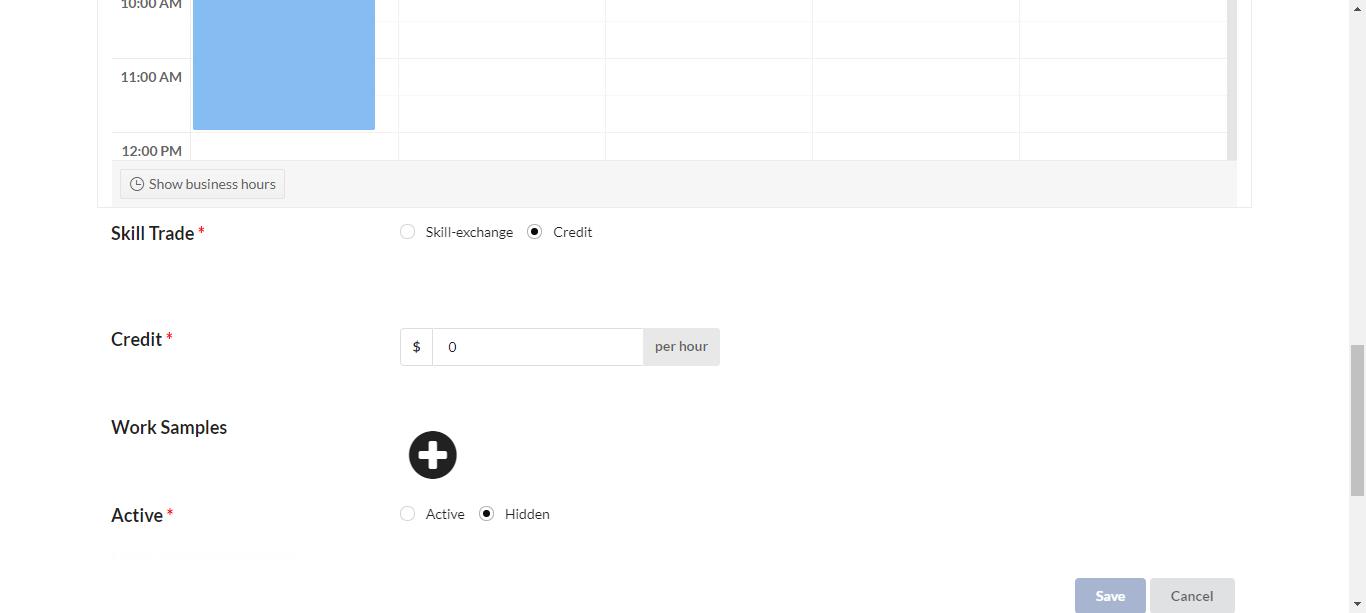 10:00 AM
11:00 AM
12:00 PM
Show business hours
Skill Trade *
Skill-exchange Credit
Credit *
$ 0 per hour
Work Samples
Active *
Active Hidden
Save Cancel